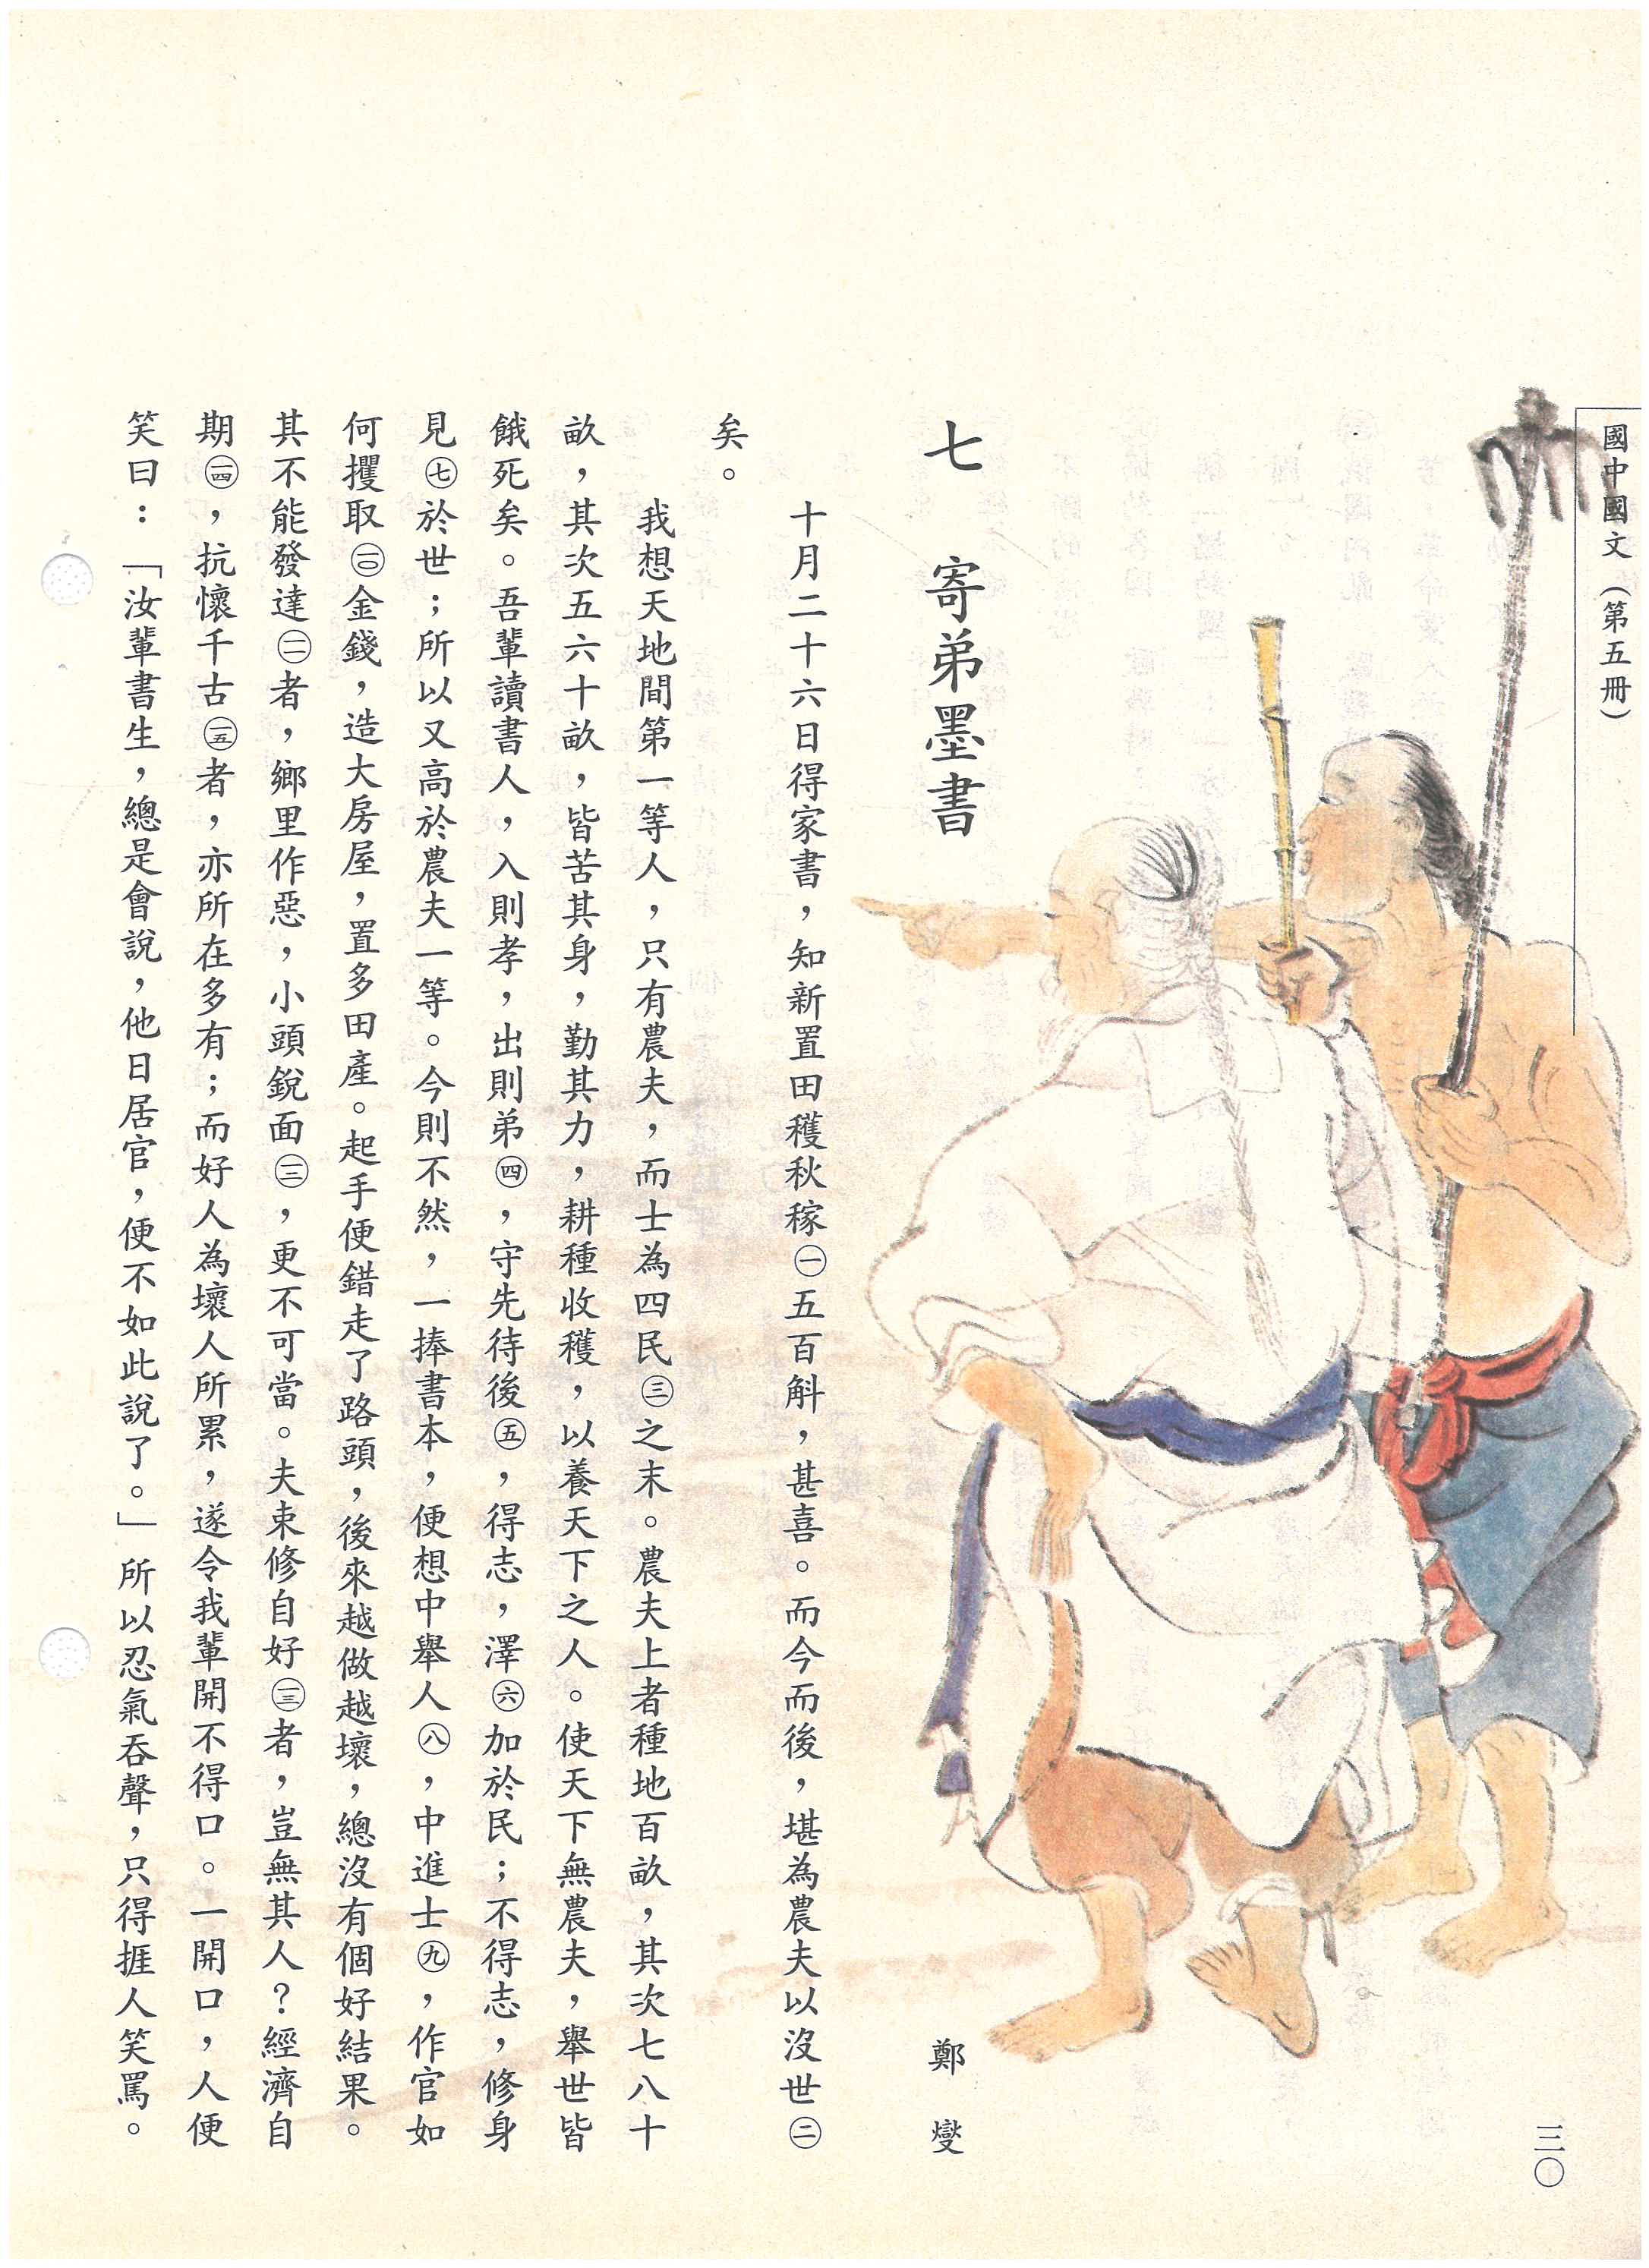 國中國文(第五冊)
三〇
七　寄弟墨書
鄭　燮
十月二十六日得家書，知新置田穫秋稼㊀五百斛，甚喜。而今而後，堪為農夫以沒世㊁
矣。
我想天地間第一等人，只有農夫，而士為四民㊂之末。農夫上者種地百畝，其次七八十
畝，其次五六十畝，皆苦其身，勤其力，耕種收穫，以養天下之人。使天下無農夫，舉世皆
餓死矣。吾輩讀書人，入則孝，出則弟㊃，守先待後㊄，得志，澤㊅加於民；不得志，修身
見㊆於世；所以又高於農夫一等。今則不然，一捧書本，便想中舉人㊇，中進士㊈，作官如
何攫取(一〇)金錢，造大房屋，置多田產。起手便錯走了路頭，後來越做越壞，總沒有個好結果。
其不能發達(一一)者，鄉里作惡，小頭銳面(一二)，更不可當。夫束修自好(一三)者，豈無其人？經濟自
期(一四)，抗懷千古(一五)者，亦所在多有；而好人為壞人所累，遂令我輩開不得口。一開口，人便
笑曰：「汝輩書生，總是會說，他日居官，便不如此說了。」所以忍氣吞聲，只得捱人笑罵。